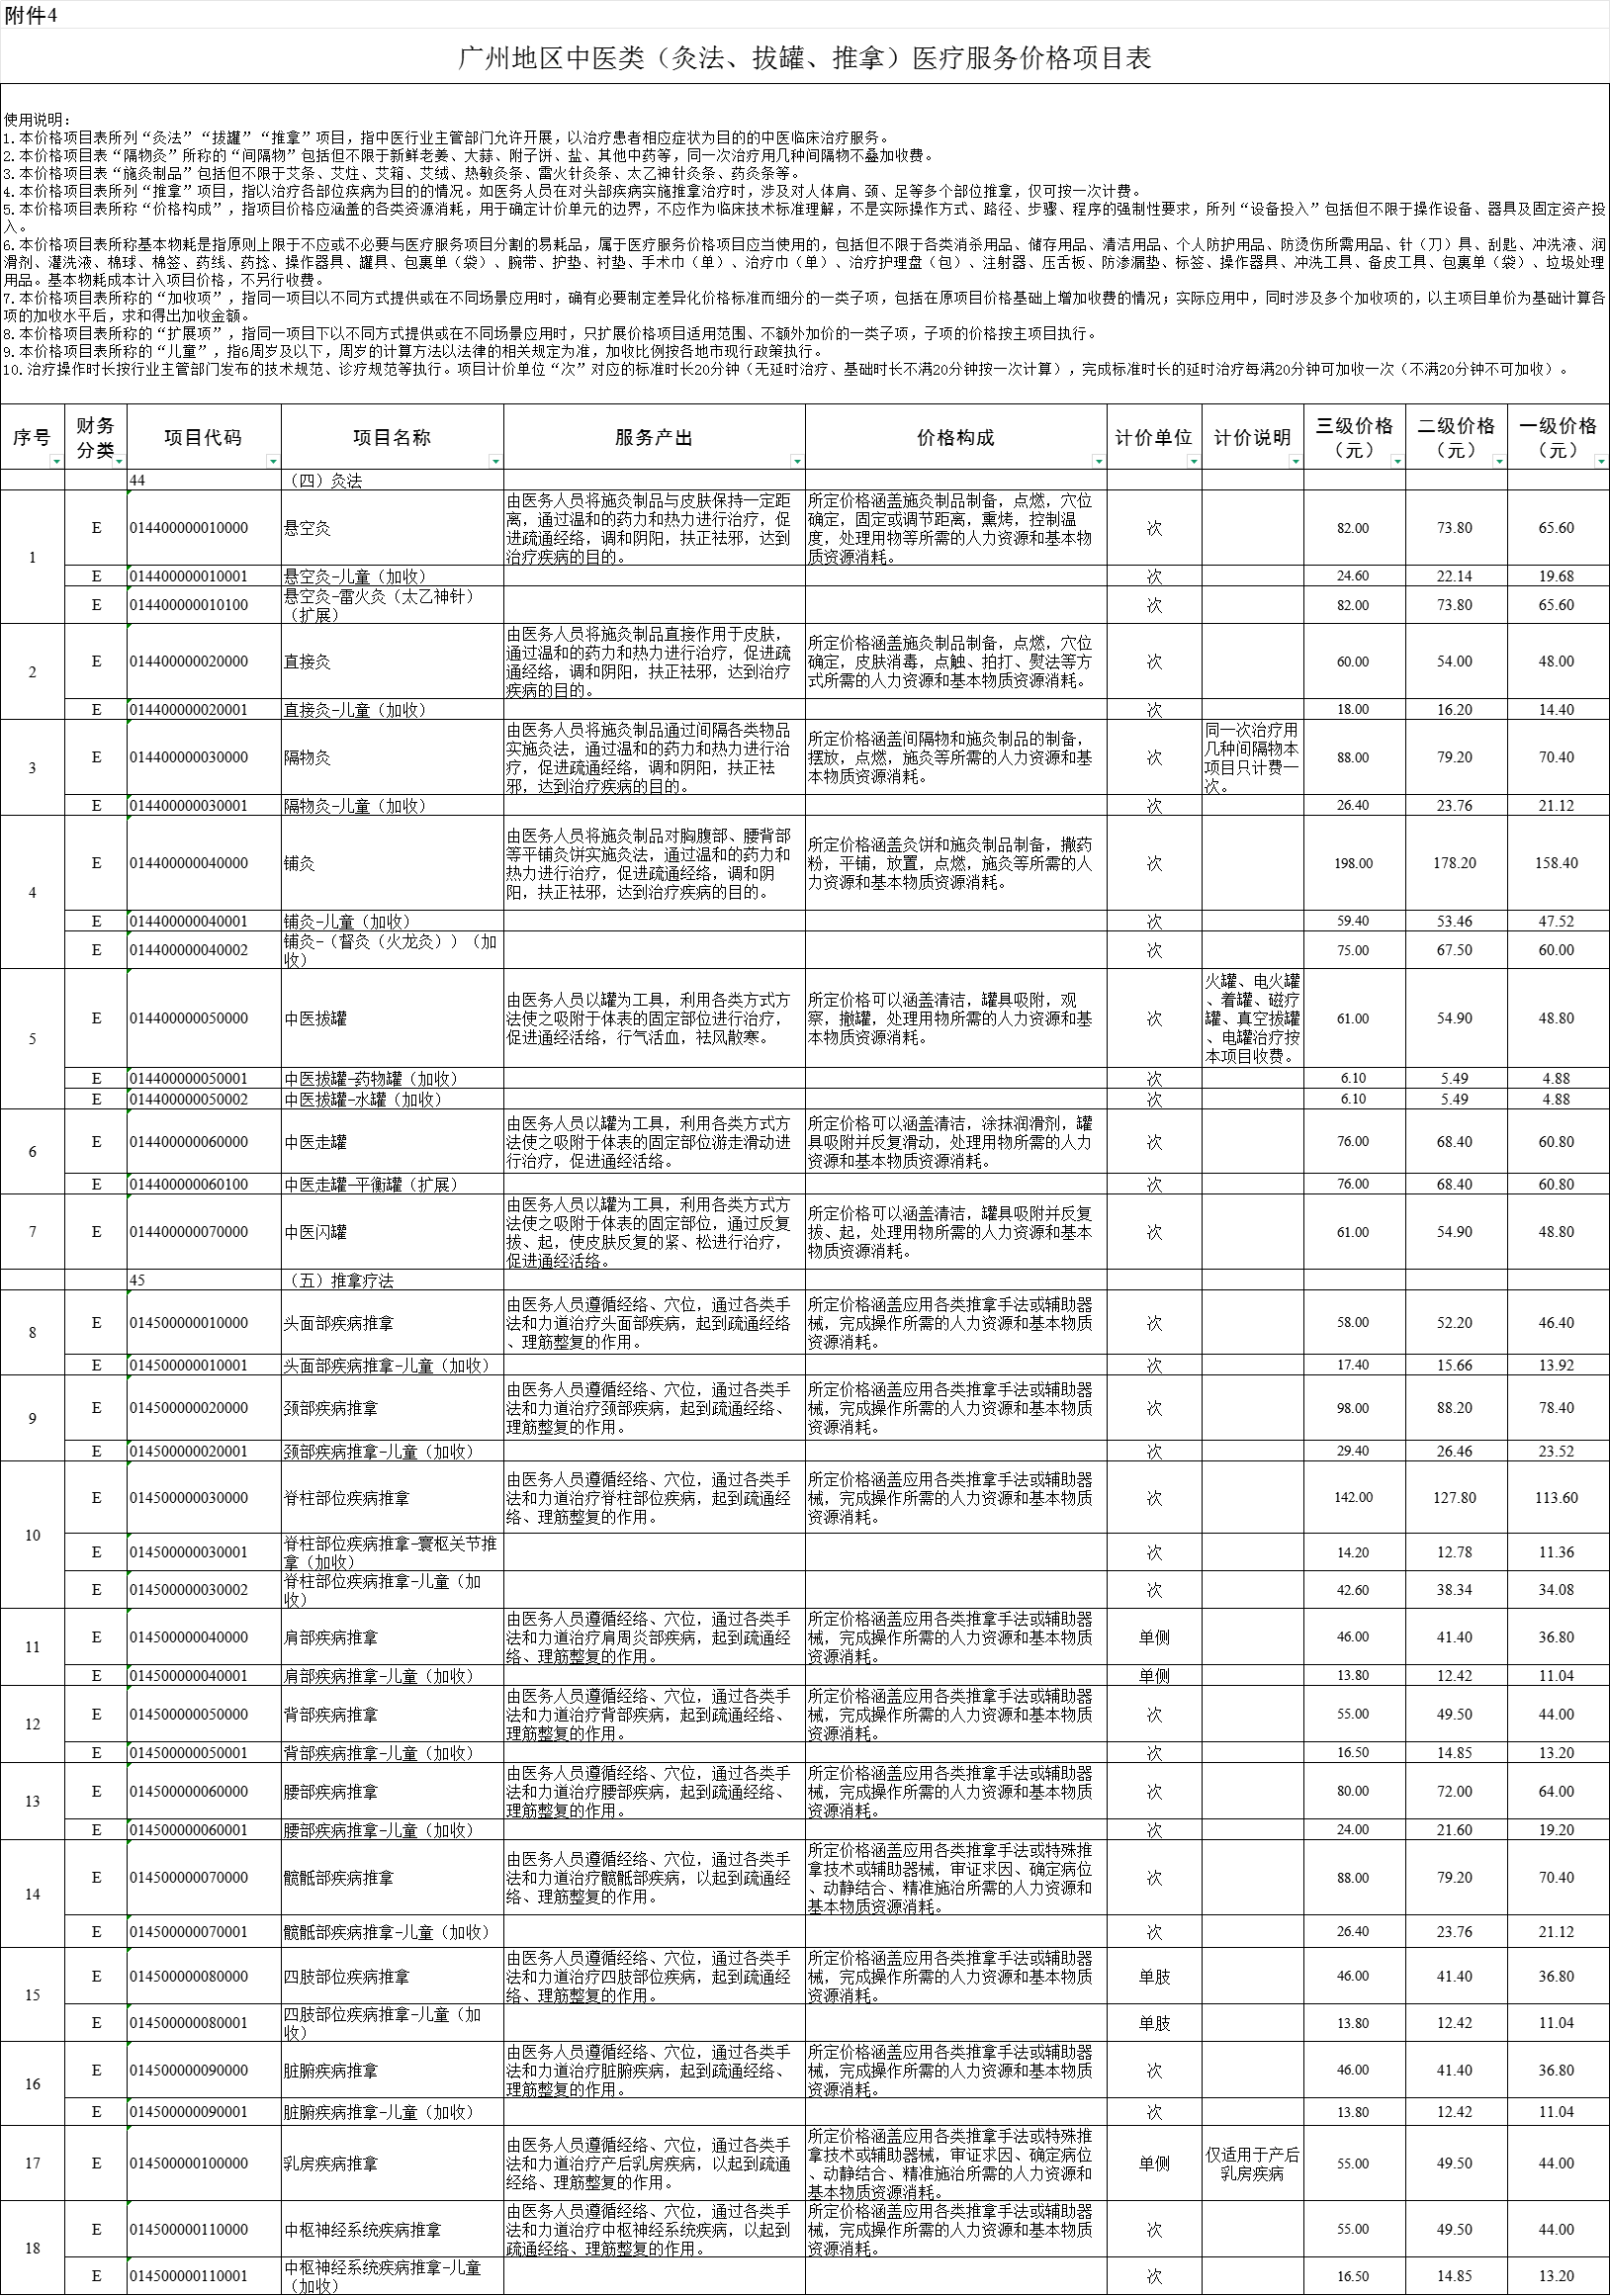 附件4
广州地区中医类（灸法、拔罐、推拿）医疗服务价格项目表
使用说明：
1.本价格项目表所列“灸法”“拔罐”“推拿”项目，指中医行业主管部门允许开展，以治疗患者相应症状为目的的中医临床治疗服务。
2.本价格项目表“隔物灸”所称的“间隔物”包括但不限于新鲜老姜、大蒜、附子饼、盐、其他中药等，同一次治疗用几种间隔物不叠加收费。
3.本价格项目表“施灸制品”包括但不限于艾条、艾炷、艾箱、艾绒、热敏灸条、雷火针灸条、太乙神针灸条、药灸条等。
4.本价格项目表所列“推拿”项目，指以治疗各部位疾病为目的的情况。如医务人员在对头部疾病实施推拿治疗时，涉及对人体肩、颈、足等多个部位推拿，仅可按一次计费。
5.本价格项目表所称“价格构成”，指项目价格应涵盖的各类资源消耗，用于确定计价单元的边界，不应作为临床技术标准理解，不是实际操作方式、路径、步骤、程序的强制性要求，所列“设备投入”包括但不限于操作设备、器具及固定资产投
入。
6.本价格项目表所称基本物耗是指原则上限于不应或不必要与医疗服务项目分割的易耗品，属于医疗服务价格项目应当使用的，包括但不限于各类消杀用品、储存用品、清洁用品、个人防护用品、防烫伤所需用品、针（刀）具、刮匙、冲洗液、润
滑剂、灌洗液、棉球、棉签、药线、药捻、操作器具、罐具、包裹单（袋）、腕带、护垫、衬垫、手术巾（单）、治疗巾（单）、治疗护理盘（包）、注射器、压舌板、防渗漏垫、标签、操作器具、冲洗工具、备皮工具、包裹单（袋）、垃圾处理
用品。基本物耗成本计入项目价格，不另行收费。
7.本价格项目表所称的“加收项”，指同一项目以不同方式提供或在不同场景应用时，确有必要制定差异化价格标准而细分的一类子项，包括在原项目价格基础上增加收费的情况；实际应用中，同时涉及多个加收项的，以主项目单价为基础计算各
项的加收水平后，求和得出加收金额。
8.本价格项目表所称的“扩展项”，指同一项目下以不同方式提供或在不同场景应用时，只扩展价格项目适用范围、不额外加价的一类子项，子项的价格按主项目执行。
9.本价格项目表所称的“儿童”，指6周岁及以下，周岁的计算方法以法律的相关规定为准，加收比例按各地市现行政策执行。
10.治疗操作时长按行业主管部门发布的技术规范、诊疗规范等执行。项目计价单位“次”对应的标准时长20分钟（无延时治疗、基础时长不满20分钟按一次计算），完成标准时长的延时治疗每满20分钟可加收一次（不满20分钟不可加收）。
序号 财务分类 项目代码 项目名称 服务产出 价格构成 计价单位 计价说明 三级价格（元） 二级价格（元） 一级价格（元）
44 （四）灸法
1 E 014400000010000 悬空灸 由医务人员将施灸制品与皮肤保持一定距离，通过温和的药力和热力进行治疗，促进疏通经络，调和阴阳，扶正祛邪，达到治疗疾病的目的。 所定价格涵盖施灸制品制备，点燃，穴位确定，固定或调节距离，熏烤，控制温度，处理用物等所需的人力资源和基本物质资源消耗。 次 82.00 73.80 65.60
E 014400000010001 悬空灸-儿童（加收） 次 24.60 22.14 19.68
E 014400000010100 悬空灸-雷火灸（太乙神针）（扩展） 次 82.00 73.80 65.60
2 E 014400000020000 直接灸 由医务人员将施灸制品直接作用于皮肤，通过温和的药力和热力进行治疗，促进疏通经络，调和阴阳，扶正祛邪，达到治疗疾病的目的。 所定价格涵盖施灸制品制备，点燃，穴位确定，皮肤消毒，点触、拍打、熨法等方式所需的人力资源和基本物质资源消耗。 次 60.00 54.00 48.00
E 014400000020001 直接灸-儿童（加收） 次 18.00 16.20 14.40
3 E 014400000030000 隔物灸 由医务人员将施灸制品通过间隔各类物品实施灸法，通过温和的药力和热力进行治疗，促进疏通经络，调和阴阳，扶正祛邪，达到治疗疾病的目的。 所定价格涵盖间隔物和施灸制品的制备，摆放，点燃，施灸等所需的人力资源和基本物质资源消耗。 次 同一次治疗用几种间隔物本项目只计费一次。 88.00 79.20 70.40
E 014400000030001 隔物灸-儿童（加收） 次 26.40 23.76 21.12
4 E 014400000040000 铺灸 由医务人员将施灸制品对胸腹部、腰背部等平铺灸饼实施灸法，通过温和的药力和热力进行治疗，促进疏通经络，调和阴阳，扶正祛邪，达到治疗疾病的目的。 所定价格涵盖灸饼和施灸制品制备，撒药粉，平铺，放置，点燃，施灸等所需的人力资源和基本物质资源消耗。 次 198.00 178.20 158.40
E 014400000040001 铺灸-儿童（加收） 次 59.40 53.46 47.52
E 014400000040002 铺灸-（督灸（火龙灸））（加收） 次 75.00 67.50 60.00
5 E 014400000050000 中医拔罐 由医务人员以罐为工具，利用各类方式方法使之吸附于体表的固定部位进行治疗，促进通经活络，行气活血，祛风散寒。 所定价格可以涵盖清洁，罐具吸附，观察，撤罐，处理用物所需的人力资源和基本物质资源消耗。 次 火罐、电火罐、着罐、磁疗罐、真空拔罐、电罐治疗按本项目收费。 61.00 54.90 48.80
E 014400000050001 中医拔罐-药物罐（加收） 次 6.10 5.49 4.88
E 014400000050002 中医拔罐-水罐（加收） 次 6.10 5.49 4.88
6 E 014400000060000 中医走罐 由医务人员以罐为工具，利用各类方式方法使之吸附于体表的固定部位游走滑动进行治疗，促进通经活络。 所定价格可以涵盖清洁，涂抹润滑剂，罐具吸附并反复滑动，处理用物所需的人力资源和基本物质资源消耗。 次 76.00 68.40 60.80
E 014400000060100 中医走罐-平衡罐（扩展） 次 76.00 68.40 60.80
7 E 014400000070000 中医闪罐 由医务人员以罐为工具，利用各类方式方法使之吸附于体表的固定部位，通过反复拔、起，使皮肤反复的紧、松进行治疗，促进通经活络。 所定价格可以涵盖清洁，罐具吸附并反复拔、起，处理用物所需的人力资源和基本物质资源消耗。 次 61.00 54.90 48.80
45 （五）推拿疗法
8 E 014500000010000 头面部疾病推拿 由医务人员遵循经络、穴位，通过各类手法和力道治疗头面部疾病，起到疏通经络、理筋整复的作用。 所定价格涵盖应用各类推拿手法或辅助器械，完成操作所需的人力资源和基本物质资源消耗。 次 58.00 52.20 46.40
E 014500000010001 头面部疾病推拿-儿童（加收） 次 17.40 15.66 13.92
9 E 014500000020000 颈部疾病推拿 由医务人员遵循经络、穴位，通过各类手法和力道治疗颈部疾病，起到疏通经络、理筋整复的作用。 所定价格涵盖应用各类推拿手法或辅助器械，完成操作所需的人力资源和基本物质资源消耗。 次 98.00 88.20 78.40
E 014500000020001 颈部疾病推拿-儿童（加收） 次 29.40 26.46 23.52
10 E 014500000030000 脊柱部位疾病推拿 由医务人员遵循经络、穴位，通过各类手法和力道治疗脊柱部位疾病，起到疏通经络、理筋整复的作用。 所定价格涵盖应用各类推拿手法或辅助器械，完成操作所需的人力资源和基本物质资源消耗。 次 142.00 127.80 113.60
E 014500000030001 脊柱部位疾病推拿-寰枢关节推拿（加收） 次 14.20 12.78 11.36
E 014500000030002 脊柱部位疾病推拿-儿童（加收） 次 42.60 38.34 34.08
11 E 014500000040000 肩部疾病推拿 由医务人员遵循经络、穴位，通过各类手法和力道治疗肩周炎部疾病，起到疏通经络、理筋整复的作用。 所定价格涵盖应用各类推拿手法或辅助器械，完成操作所需的人力资源和基本物质资源消耗。 单侧 46.00 41.40 36.80
E 014500000040001 肩部疾病推拿-儿童（加收） 单侧 13.80 12.42 11.04
12 E 014500000050000 背部疾病推拿 由医务人员遵循经络、穴位，通过各类手法和力道治疗背部疾病，起到疏通经络、理筋整复的作用。 所定价格涵盖应用各类推拿手法或辅助器械，完成操作所需的人力资源和基本物质资源消耗。 次 55.00 49.50 44.00
E 014500000050001 背部疾病推拿-儿童（加收） 次 16.50 14.85 13.20
13 E 014500000060000 腰部疾病推拿 由医务人员遵循经络、穴位，通过各类手法和力道治疗腰部疾病，起到疏通经络、理筋整复的作用。 所定价格涵盖应用各类推拿手法或辅助器械，完成操作所需的人力资源和基本物质资源消耗。 次 80.00 72.00 64.00
E 014500000060001 腰部疾病推拿-儿童（加收） 次 24.00 21.60 19.20
14 E 014500000070000 髋骶部疾病推拿 由医务人员遵循经络、穴位，通过各类手法和力道治疗髋骶部疾病，以起到疏通经络、理筋整复的作用。 所定价格涵盖应用各类推拿手法或特殊推拿技术或辅助器械，审证求因、确定病位、动静结合、精准施治所需的人力资源和基本物质资源消耗。 次 88.00 79.20 70.40
E 014500000070001 髋骶部疾病推拿-儿童（加收） 次 26.40 23.76 21.12
15 E 014500000080000 四肢部位疾病推拿 由医务人员遵循经络、穴位，通过各类手法和力道治疗四肢部位疾病，起到疏通经络、理筋整复的作用。 所定价格涵盖应用各类推拿手法或辅助器械，完成操作所需的人力资源和基本物质资源消耗。 单肢 46.00 41.40 36.80
E 014500000080001 四肢部位疾病推拿-儿童（加收） 单肢 13.80 12.42 11.04
16 E 014500000090000 脏腑疾病推拿 由医务人员遵循经络、穴位，通过各类手法和力道治疗脏腑疾病，起到疏通经络、理筋整复的作用。 所定价格涵盖应用各类推拿手法或辅助器械，完成操作所需的人力资源和基本物质资源消耗。 次 46.00 41.40 36.80
E 014500000090001 脏腑疾病推拿-儿童（加收） 次 13.80 12.42 11.04
17 E 014500000100000 乳房疾病推拿 由医务人员遵循经络、穴位，通过各类手法和力道治疗产后乳房疾病，以起到疏通经络、理筋整复的作用。 所定价格涵盖应用各类推拿手法或特殊推拿技术或辅助器械，审证求因、确定病位、动静结合、精准施治所需的人力资源和基本物质资源消耗。 单侧 仅适用于产后乳房疾病 55.00 49.50 44.00
18 E 014500000110000 中枢神经系统疾病推拿 由医务人员遵循经络、穴位，通过各类手法和力道治疗中枢神经系统疾病，以起到疏通经络、理筋整复的作用。 所定价格涵盖应用各类推拿手法或辅助器械，完成操作所需的人力资源和基本物质资源消耗。 次 55.00 49.50 44.00
E 014500000110001 中枢神经系统疾病推拿-儿童（加收） 次 16.50 14.85 13.20